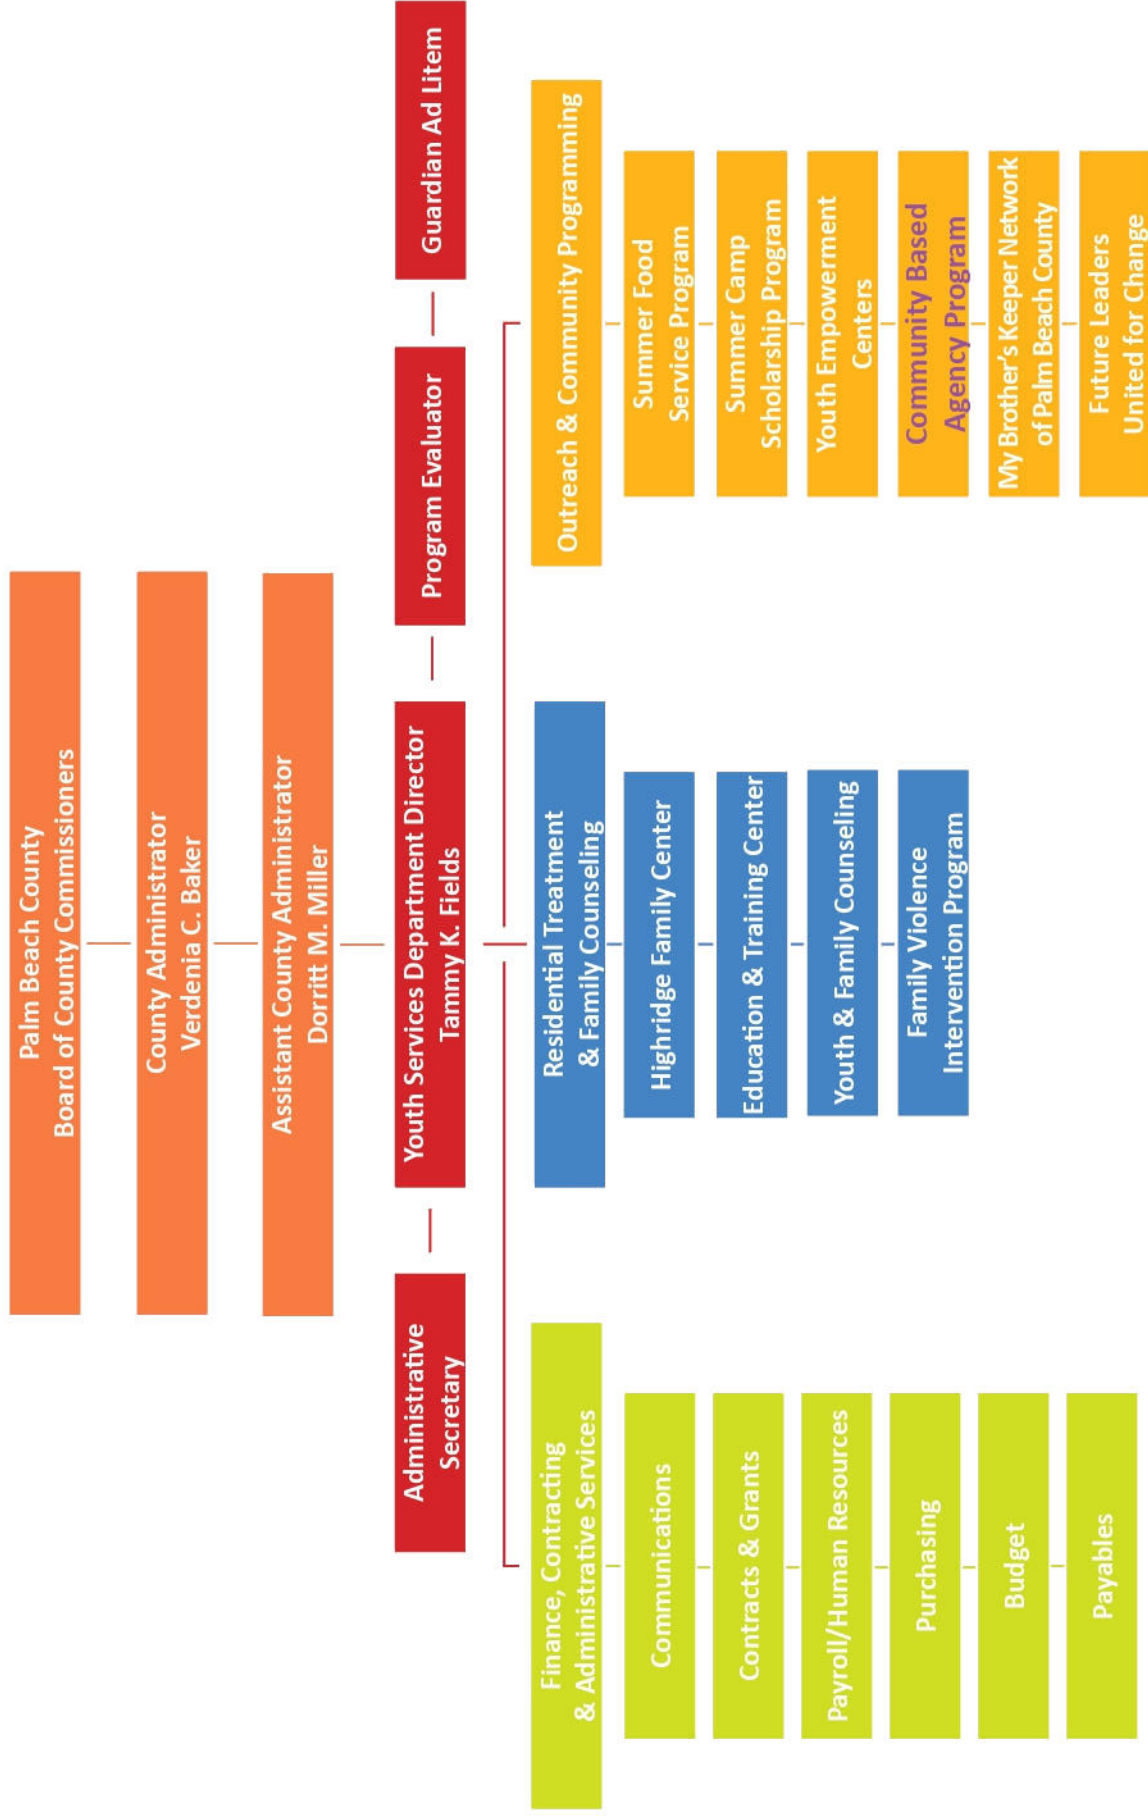 Palm Beach County
Board of County Commissioners
County Administrator
Verdenia C. Baker
Assistant County Administrator
Dorritt M. Miller
Administrative
Secretary
Youth Services Department Director
Tammy K. Fields
Program Evaluator
Guardian Ad Litem
Finance, Contracting
& Administrative Services
Communications
Contracts & Grants
Payroll/Human Resources
Purchasing
Budget
Payables
Residential Treatment
& Family Counseling
Highridge Family Center
Education & Training Center
Youth & Family Counseling
Family Violence
Intervention Program
Outreach & Community Programming
Summer Food
Service Program
Summer Camp
Scholarship Program
Youth Empowerment
Centers
Community Based
Agency Program
My Brother's Keeper Network
of Palm Beach County
Future Leaders
United for Change